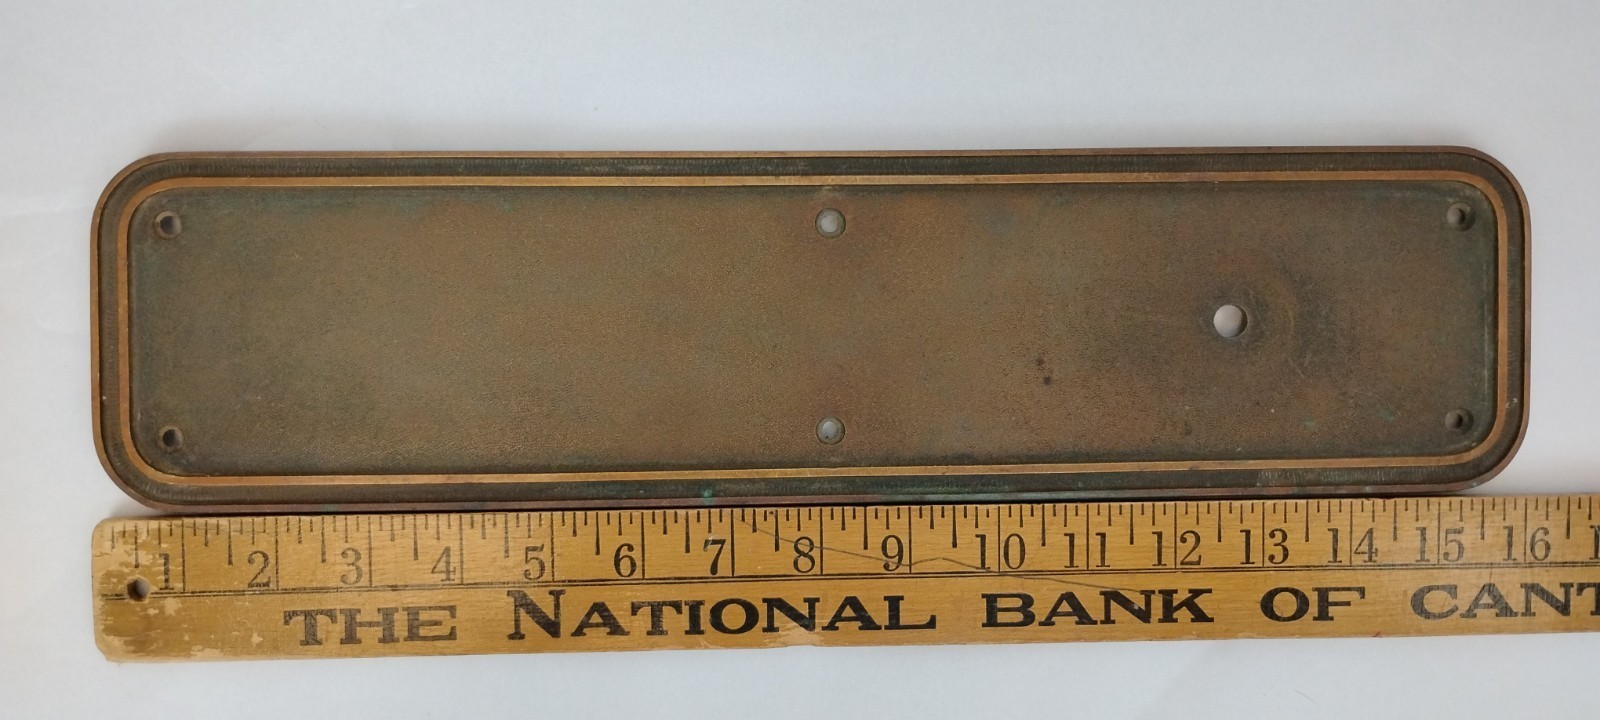 1 2 3 4 5 6 7 8 9 10 11 12 13 14 15 16
THE NATIONAL BANK OF CANT